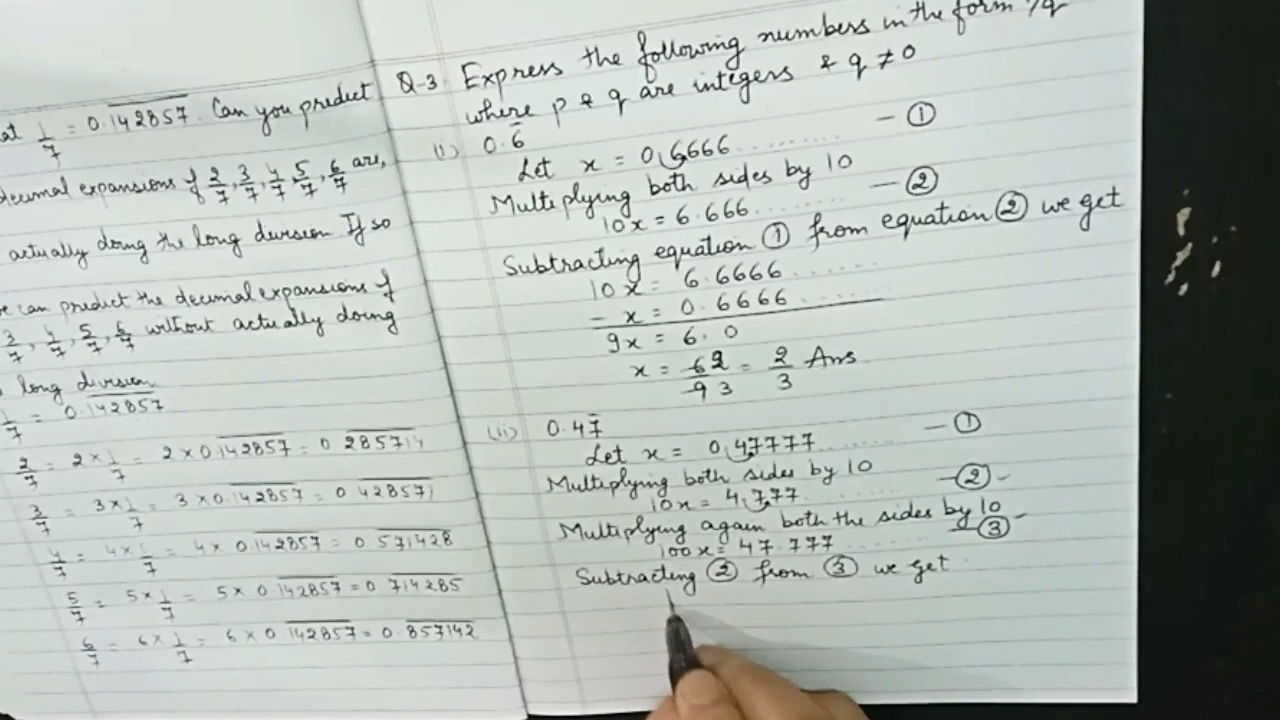 at 1/7 = 0.142857. Can you predict
decimal expansions of 2/7, 3/7, 4/7, 5/7, 6/7 are,
actually doing the long division If so
we can predict the decimal expansions of
3/7, 4/7, 5/7, 6/7 without actually doing
long division
1/7 = 0.142857
2/7 = 2 × 1/7 = 2 × 0.142857 = 0 285714
3/7 = 3 × 1/7 = 3 × 0.142857 = 0 428571
4/7 = 4 × 1/7 = 4 × 0.142857 = 0 571428
5/7 = 5 × 1/7 = 5 × 0.142857 = 0 714285
6/7 = 6 × 1/7 = 6 × 0.142857 = 0.857142
Q-3 Express the following numbers in the form /q
where p & q are integers & q ≠ 0
(i) 0.6̄
Let x = 0.6666........ — ①
Multiplying both sides by 10
10x = 6.666........ — ②
Subtracting equation ① from equation ② we get
10x = 6.6666......
- x = 0.6666........
9x = 6.0
x = 6 2/9 3 = 2/3 Ans
(ii) 0.47̄
Let x = 0.47777........ — ①
Multiplying both sides by 10
10x = 4.777........ — ② -
Multiplying again both the sides by 10
100x = 47.777........ — ③ -
Subtracting ② from ③ we get